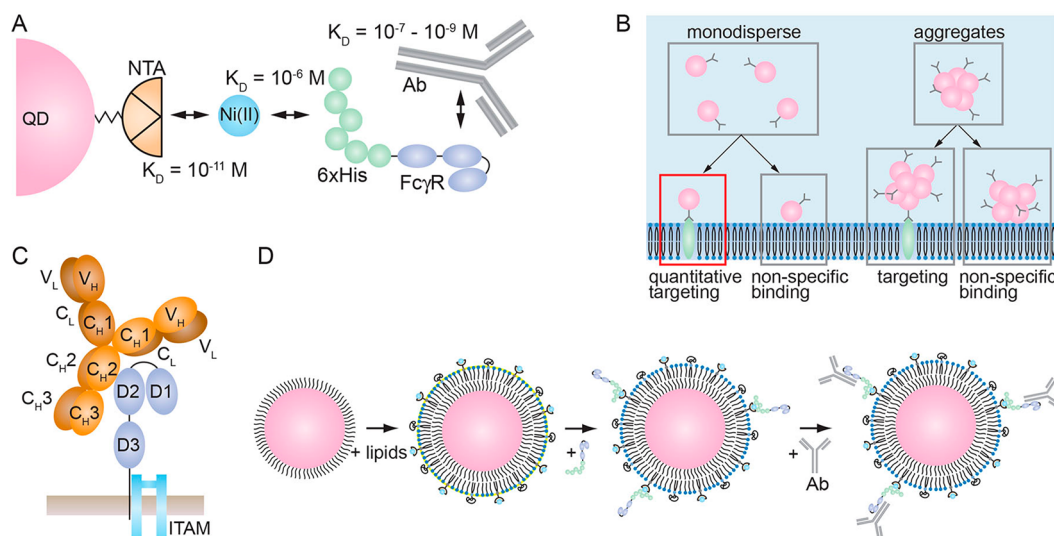 A
K_D = 10^-7 - 10^-9 M
NTA
K_D = 10^-6 M
Ab
QD
Ni(II)
K_D = 10^-11 M
6xHis
FcγR
B
monodisperse
aggregates
quantitative
targeting
non-specific
binding
targeting
non-specific
binding
C
V_L
V_H
C_L
C_H1
C_H1
V_H
V_L
C_L
C_H2
C_H2
C_H3
C_H3
D2
D1
D3
ITAM
D
+ lipids
+
+
Ab